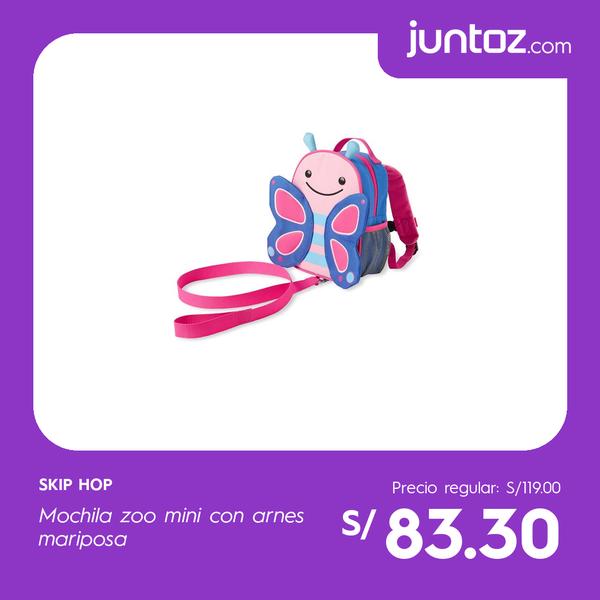 juntoz.com
SKIP HOP
Mochila zoo mini con arnes
mariposa
Precio regular: S/119.00
S/ 83.30